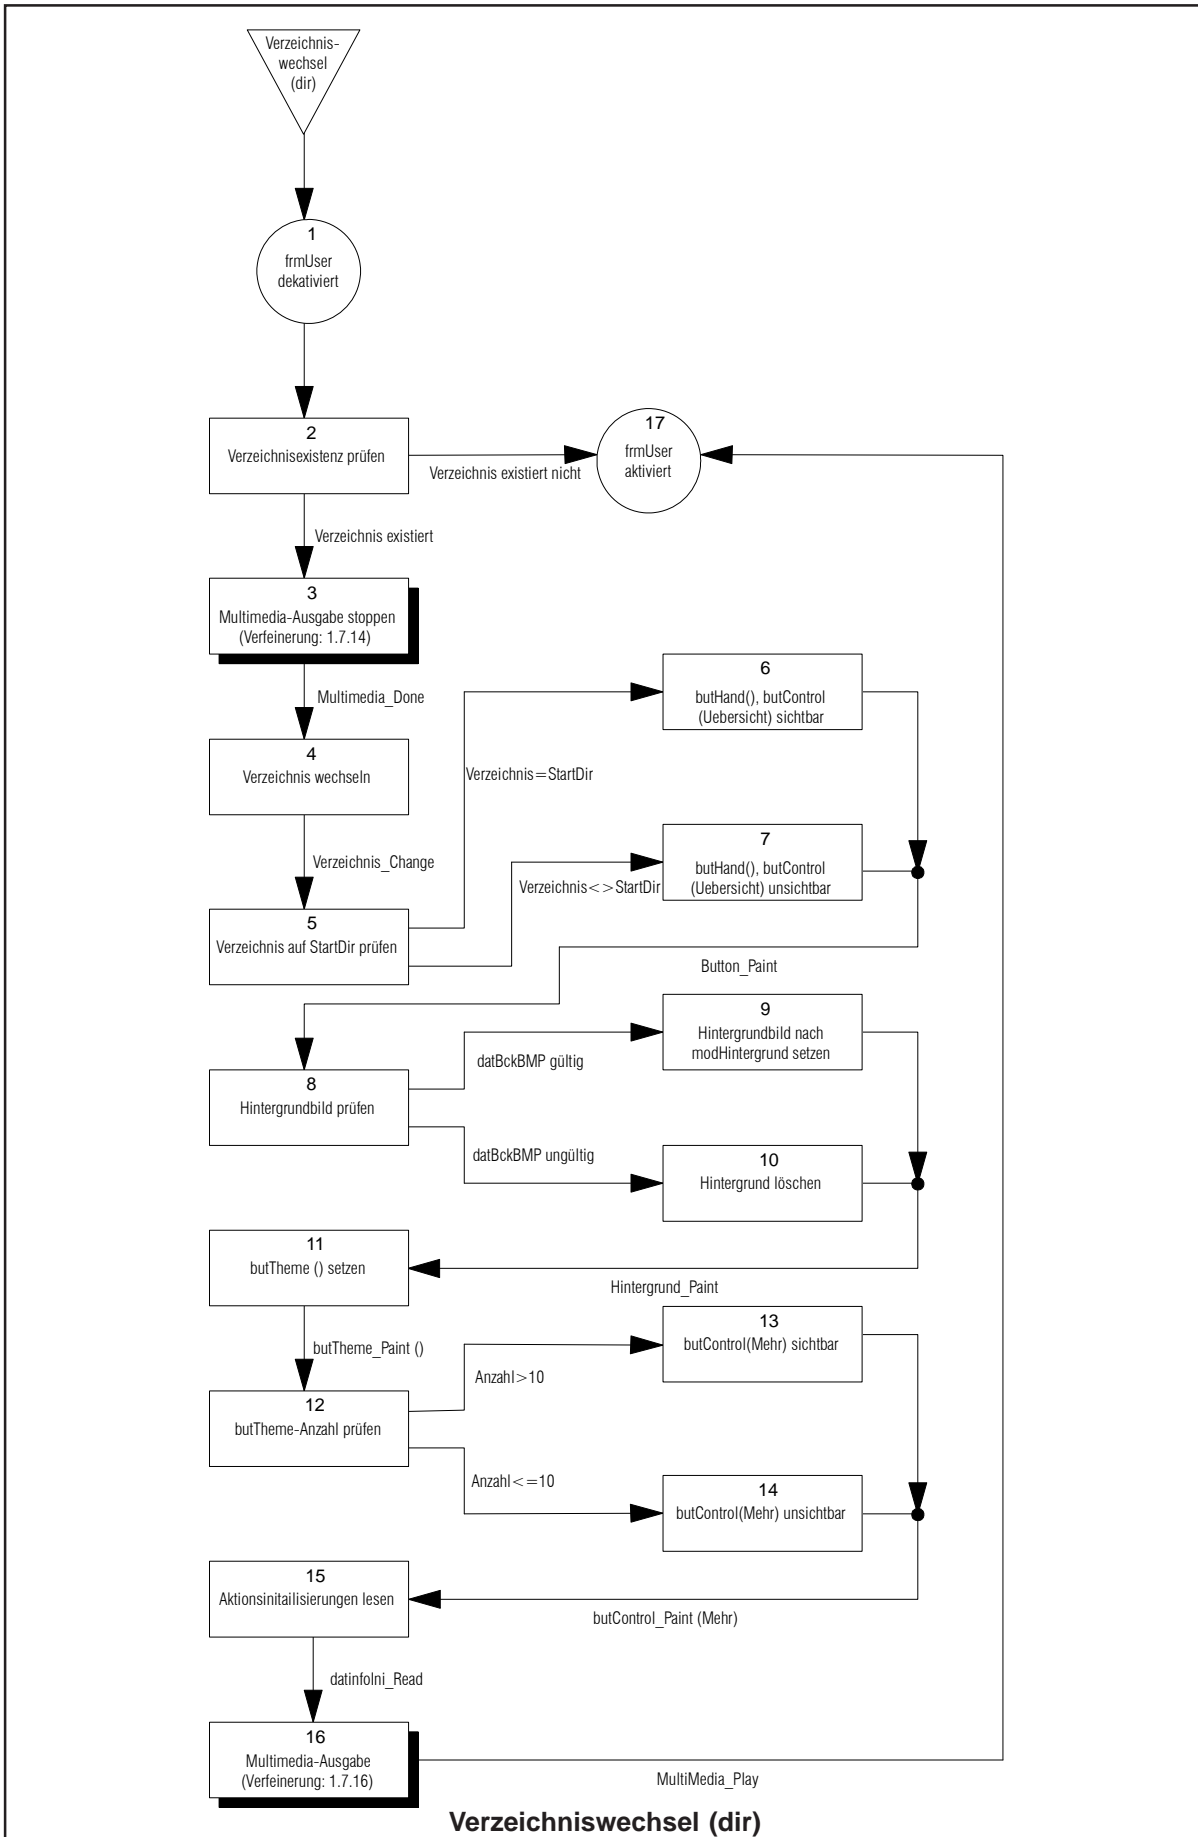 Verzeichnis-
wechsel
(dir)
1
frmUser
dekativiert
2
Verzeichnisexistenz prüfen
Verzeichnis existiert nicht
17
frmUser
aktiviert
Verzeichnis existiert
3
Multimedia-Ausgabe stoppen
(Verfeinerung: 1.7.14)
Multimedia_Done
4
Verzeichnis wechseln
Verzeichnis_Change
5
Verzeichnis auf StartDir prüfen
Verzeichnis=StartDir
6
butHand(), butControl
(Uebersicht) sichtbar
Verzeichnis<>StartDir
7
butHand(), butControl
(Uebersicht) unsichtbar
Button_Paint
8
Hintergrundbild prüfen
datBckBMP gültig
9
Hintergrundbild nach
modHintergrund setzen
datBckBMP ungültig
10
Hintergrund löschen
Hintergrund_Paint
11
butTheme () setzen
butTheme_Paint ()
12
butTheme-Anzahl prüfen
Anzahl>10
13
butControl(Mehr) sichtbar
Anzahl<=10
14
butControl(Mehr) unsichtbar
butControl_Paint (Mehr)
15
Aktionsinitailisierungen lesen
datinfoIni_Read
16
Multimedia-Ausgabe
(Verfeinerung: 1.7.16)
MultiMedia_Play
Verzeichniswechsel (dir)